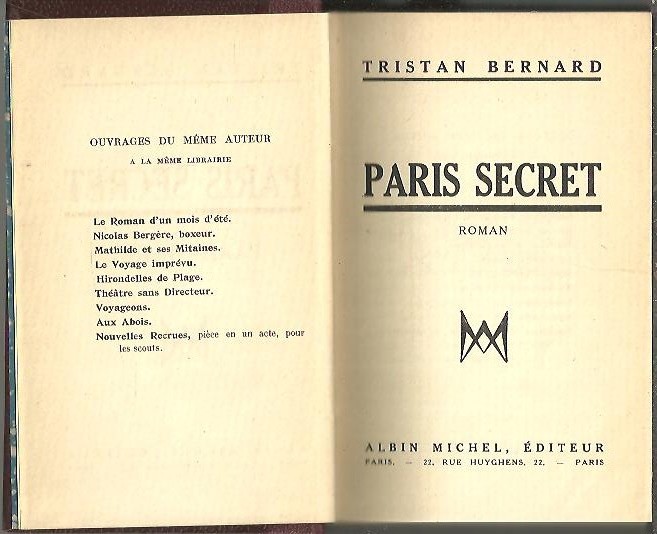 OUVRAGES DU MÊME AUTEUR
A LA MÊME LIBRAIRIE
Le Roman d'un mois d'été.
Nicolas Bergère, boxeur.
Mathilde et ses Mitaines.
Le Voyage imprévu.
Hirondelles de Plage.
Théâtre sans Directeur.
Voyageons.
Aux Abois.
Nouvelles Recrues, pièce en un acte, pour
les scouts.
TRISTAN BERNARD
PARIS SECRET
ROMAN
ALBIN MICHEL, ÉDITEUR
PARIS, — 22, RUE HUYGHENS, 22, — PARIS